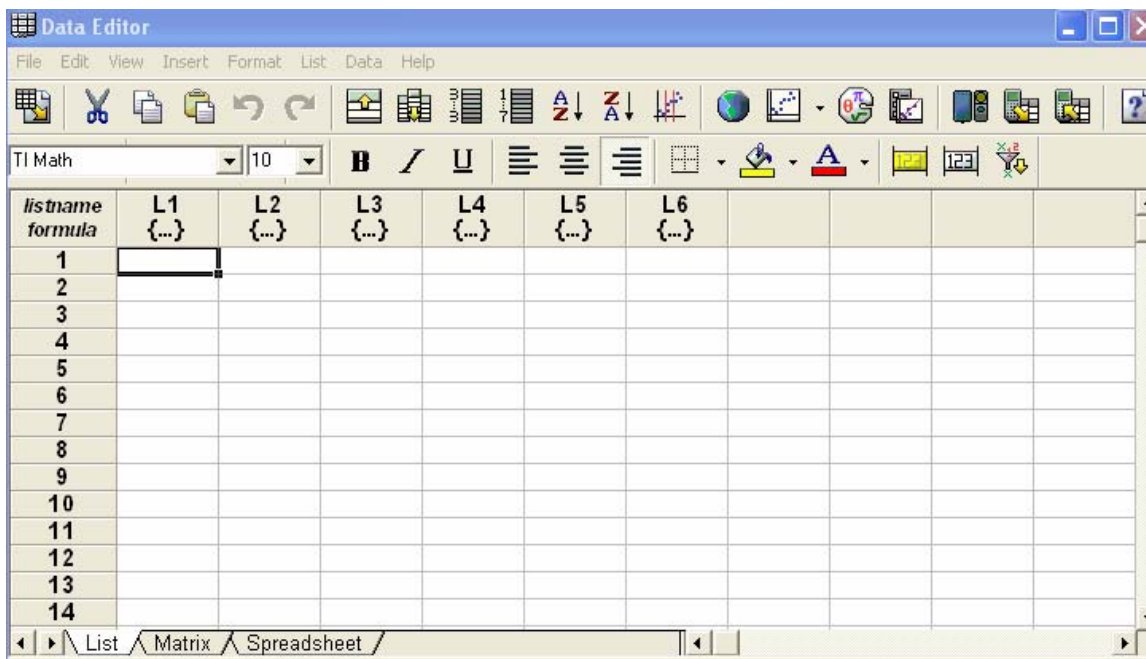 Data Editor
File Edit View Insert Format List Data Help
TI Math 10 B I U A
listname L1 L2 L3 L4 L5 L6
formula {...} {...} {...} {...} {...} {...}
1
2
3
4
5
6
7
8
9
10
11
12
13
14
List Matrix Spreadsheet